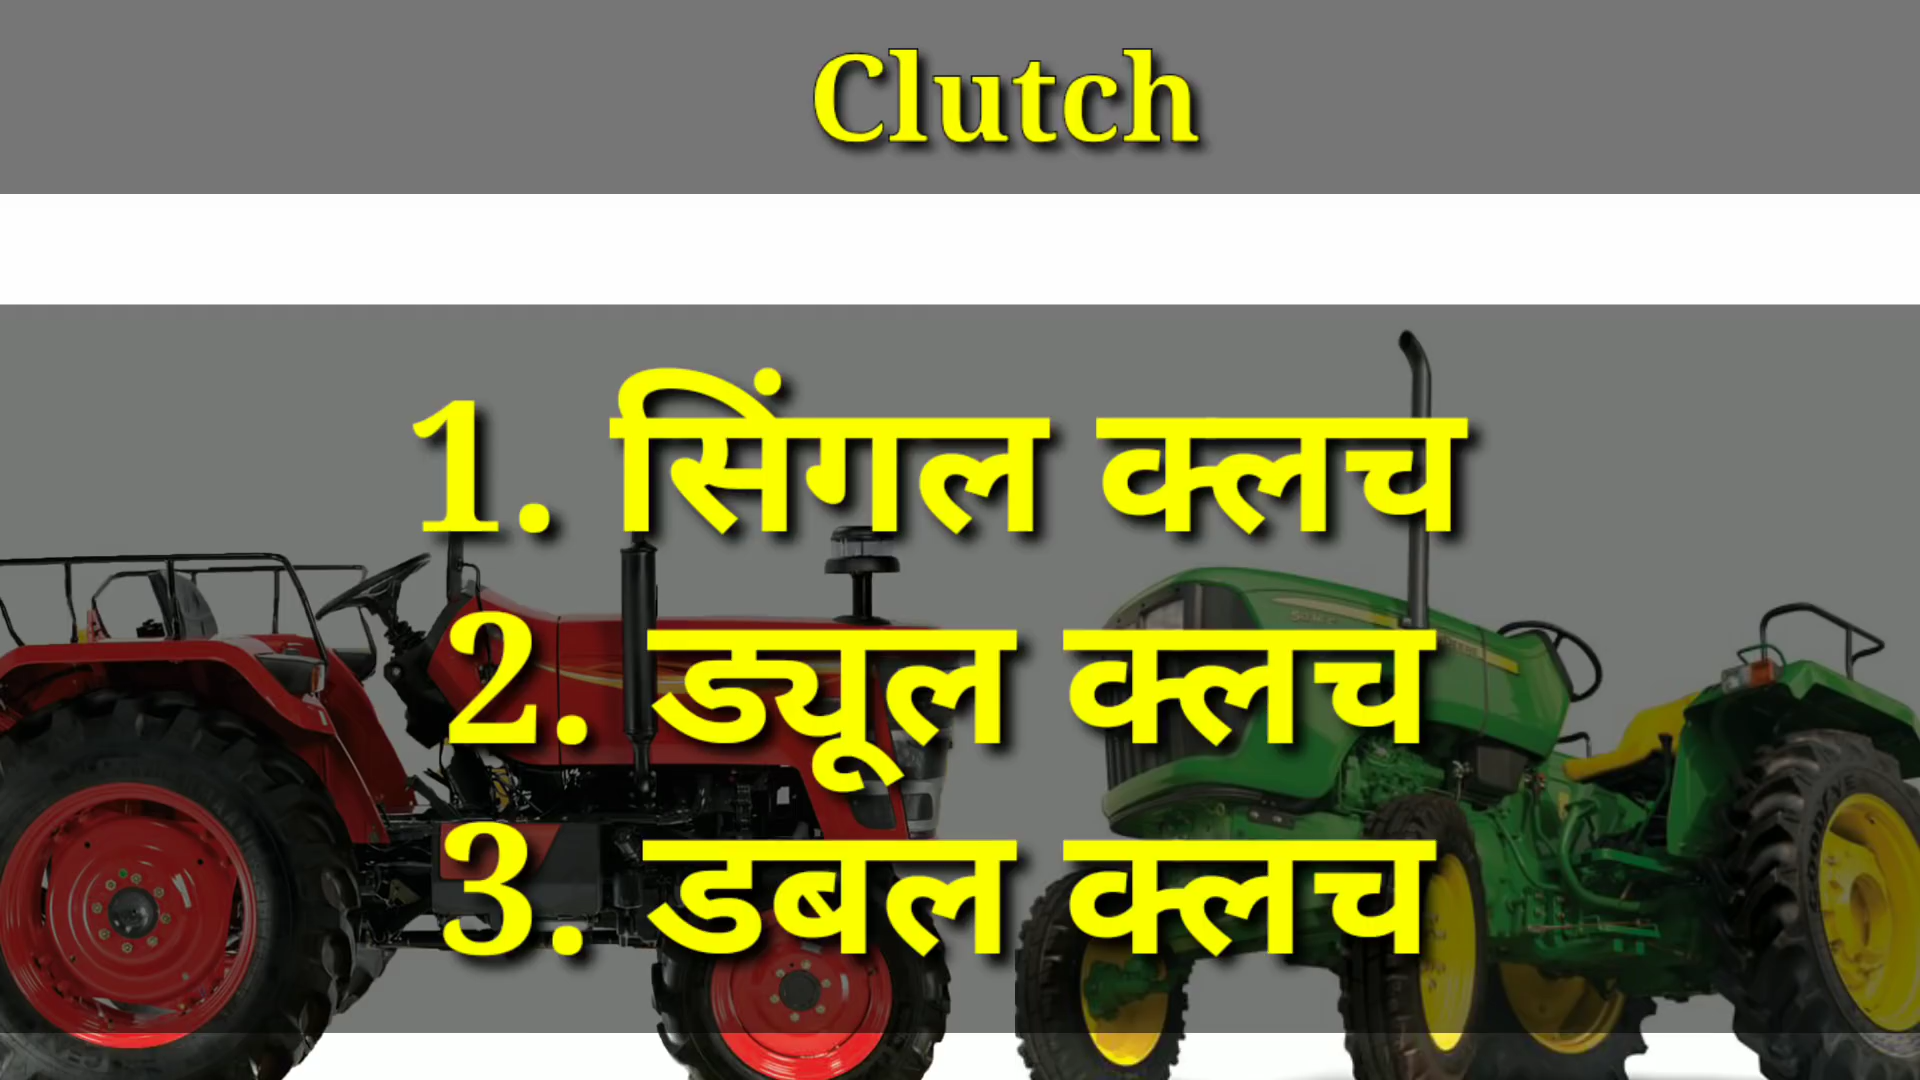 Clutch
1. सिंगल क्लच
2. ड्यूल क्लच
3. डबल क्लच